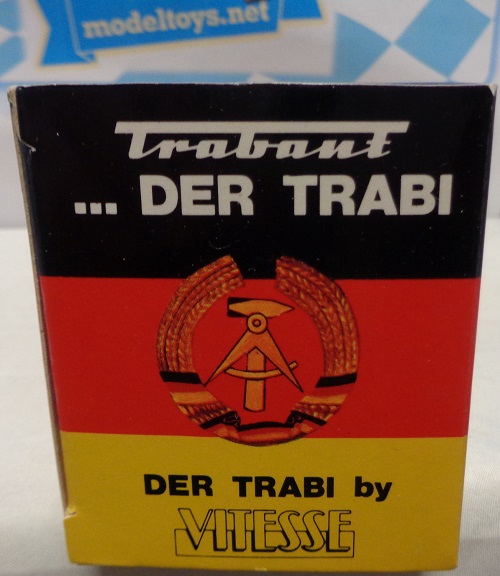 modeltoys.net
Trabant
... DER TRABI
DER TRABI by
VITESSE